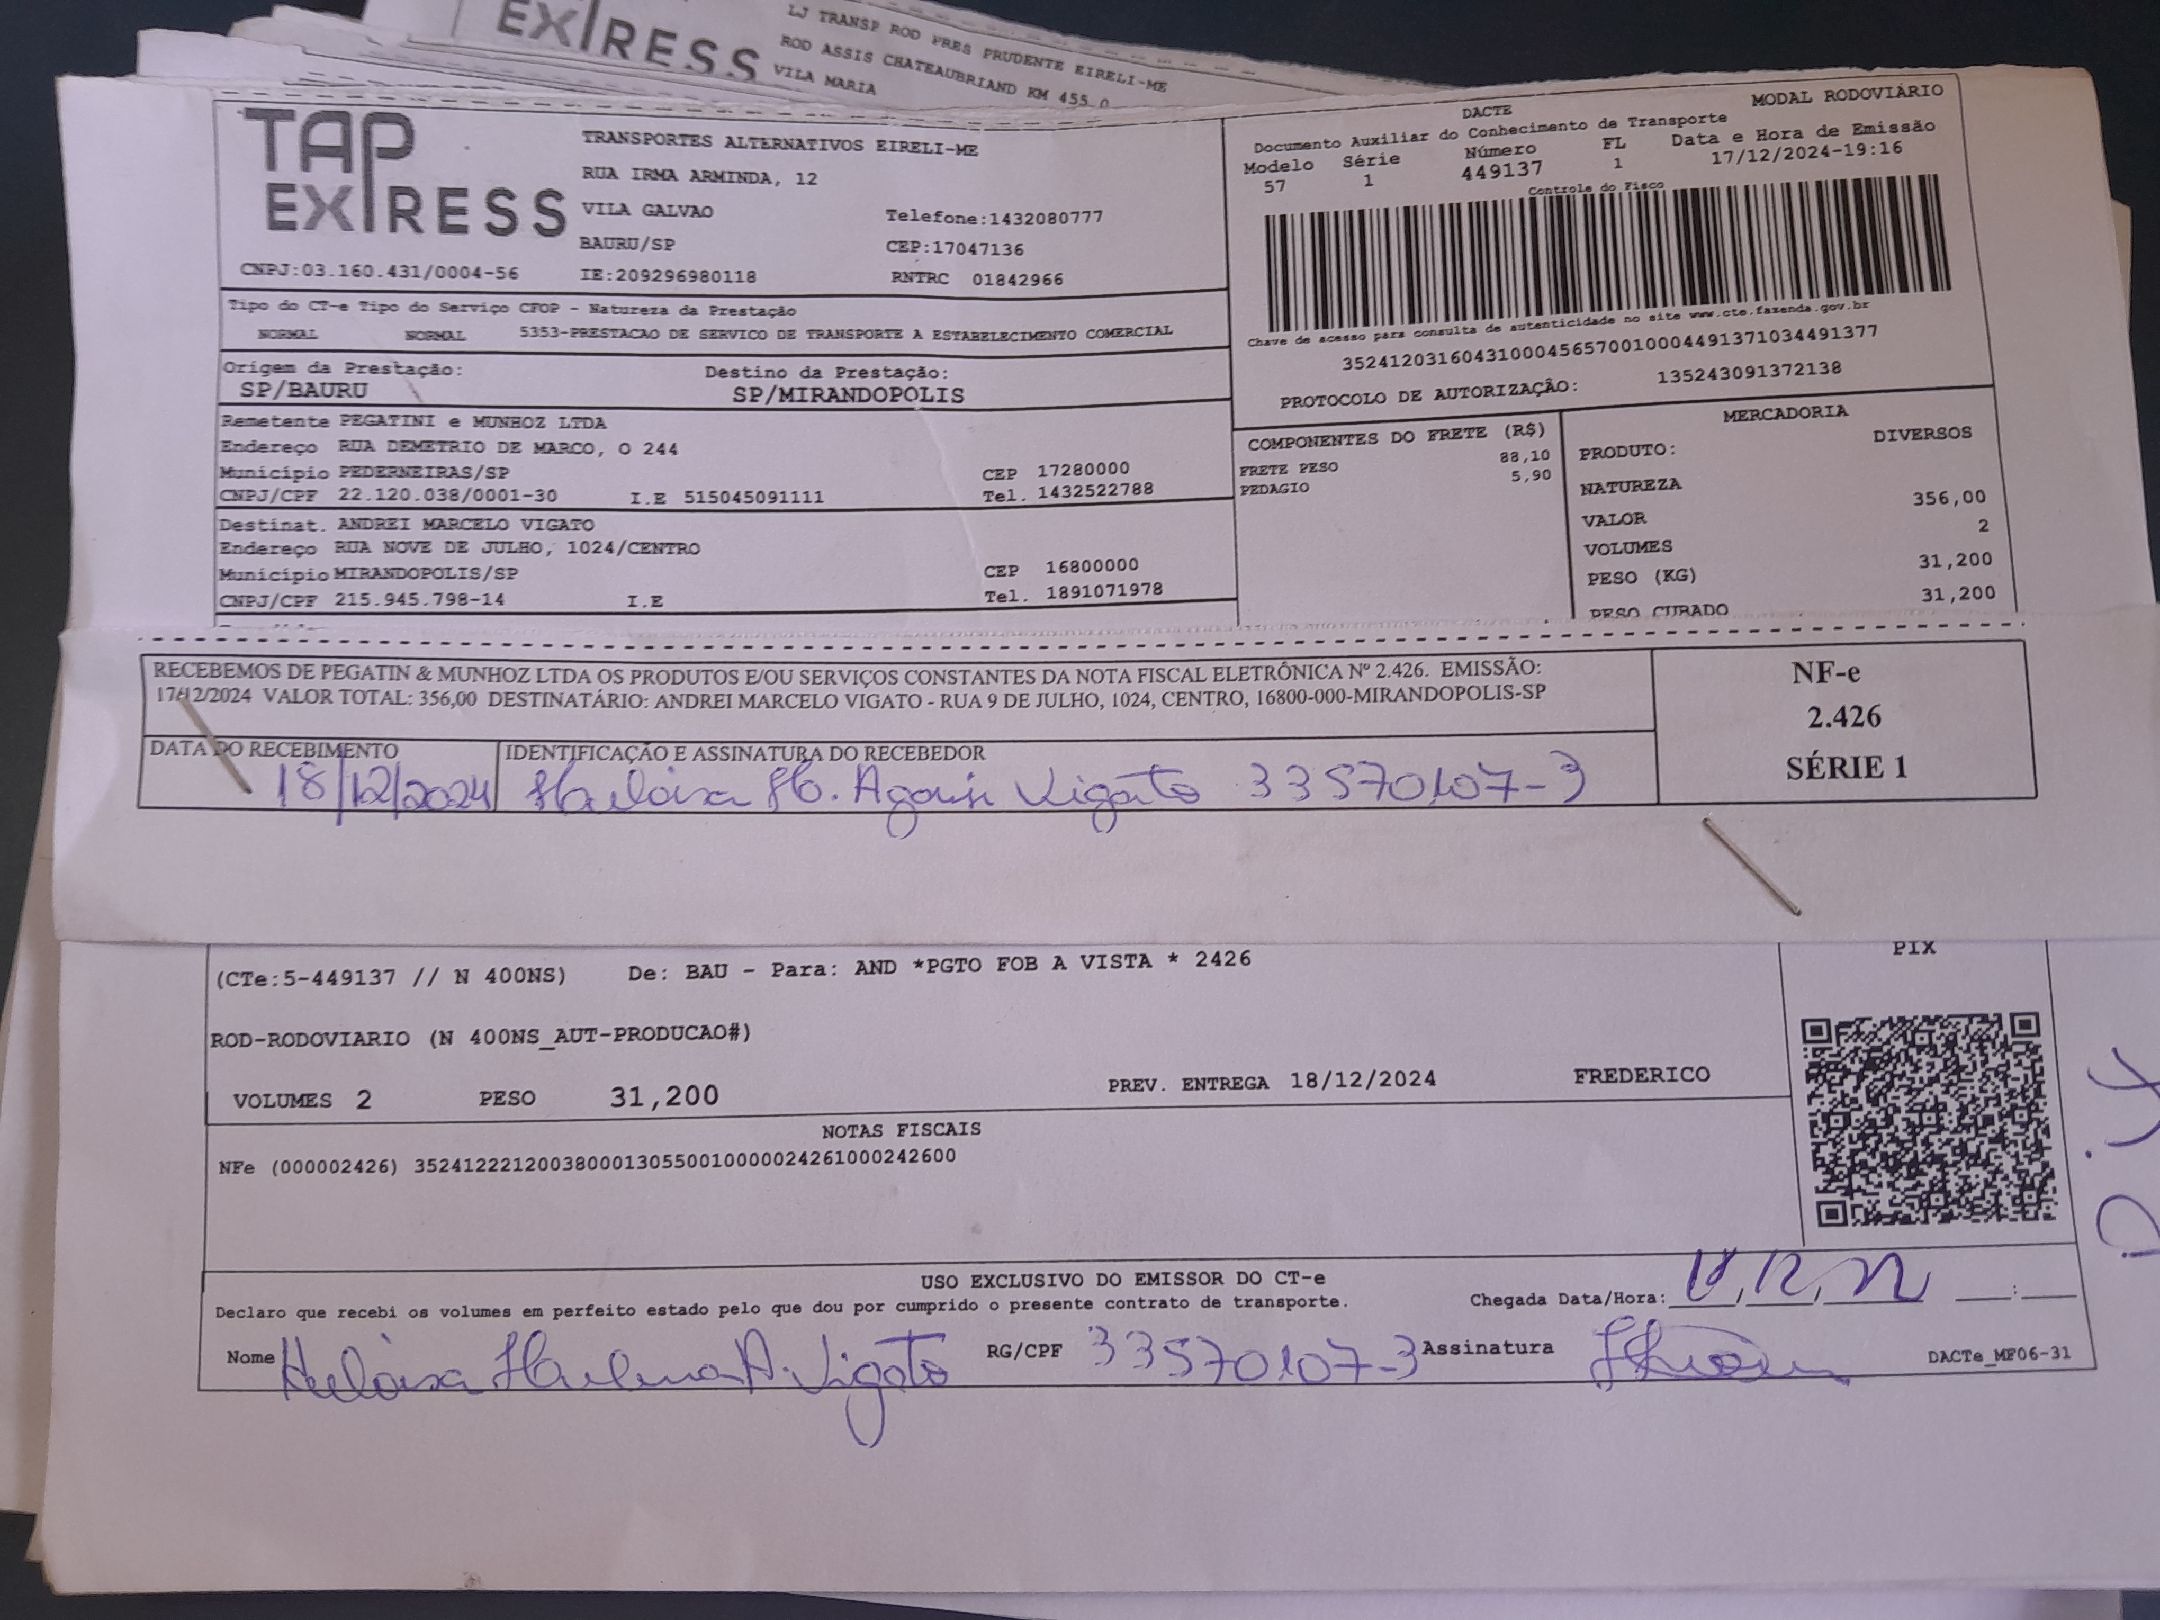 EXPRESS
LJ TRANSP ROD PRES PRUDENTE EIRELI-ME
ROD ASSIS CHATEAUBRIAND KM 455,0
VILA MARIA
TAP
EXPRESS
TRANSPORTES ALTERNATIVOS EIRELI-ME
RUA IRMA ARMINDA, 12
VILA GALVAO Telefone:1432080777
BAURU/SP CEP:17047136
CNPJ:03.160.431/0004-56 IE:209296980118 RNTRC 01842966
DACTE MODAL RODOVIÁRIO
Documento Auxiliar do Conhecimento de Transporte
Modelo Série Número FL Data e Hora de Emissão
57 1 449137 1 17/12/2024-19:16
Controle do Fisco
Chave de acesso para consulta de autenticidade no site www.cte.fazenda.gov.br
35241203160431000456570010004491371034491377
PROTOCOLO DE AUTORIZAÇÃO: 135243091372138
Tipo do CT-e Tipo do Serviço CFOP - Natureza da Prestação
NORMAL NORMAL 5353-PRESTACAO DE SERVICO DE TRANSPORTE A ESTABELECIMENTO COMERCIAL
Origem da Prestação: Destino da Prestação:
SP/BAURU SP/MIRANDOPOLIS
Remetente PEGATINI e MUNHOZ LTDA
Endereço RUA DEMETRIO DE MARCO, O 244
Município PEDERNEIRAS/SP CEP 17280000
CNPJ/CPF 22.120.038/0001-30 I.E 515045091111 Tel. 1432522788
Destinat. ANDREI MARCELO VIGATO
Endereço RUA NOVE DE JULHO, 1024/CENTRO
Município MIRANDOPOLIS/SP CEP 16800000
CNPJ/CPF 215.945.798-14 I.E Tel. 1891071978
COMPONENTES DO FRETE (R$)
FRETE PESO 88,10
PEDAGIO 5,90
MERCADORIA
PRODUTO: DIVERSOS
NATUREZA
VALOR 356,00
VOLUMES 2
PESO (KG) 31,200
PESO CUBADO 31,200
RECEBEMOS DE PEGATIN & MUNHOZ LTDA OS PRODUTOS E/OU SERVIÇOS CONSTANTES DA NOTA FISCAL ELETRÔNICA Nº 2.426. EMISSÃO:
17/12/2024 VALOR TOTAL: 356,00 DESTINATÁRIO: ANDREI MARCELO VIGATO - RUA 9 DE JULHO, 1024, CENTRO, 16800-000-MIRANDOPOLIS-SP
DATA DO RECEBIMENTO IDENTIFICAÇÃO E ASSINATURA DO RECEBEDOR
18/12/2024 Heloisa H. Vigato 33570107-3
NF-e
2.426
SÉRIE 1
(CTe:5-449137 // N 400NS) De: BAU - Para: AND *PGTO FOB A VISTA * 2426
PIX
ROD-RODOVIARIO (N 400NS_AUT-PRODUCAO#)
VOLUMES 2 PESO 31,200 PREV. ENTREGA 18/12/2024 FREDERICO
NOTAS FISCAIS
NFe (000002426) 35241222120038000130550010000024261000242600
USO EXCLUSIVO DO EMISSOR DO CT-e
Declaro que recebi os volumes em perfeito estado pelo que dou por cumprido o presente contrato de transporte. Chegada Data/Hora: 18, 12, :
Nome Heloisa Helena A. Vigato RG/CPF 33570107-3 Assinatura
DACTe_MF06-31